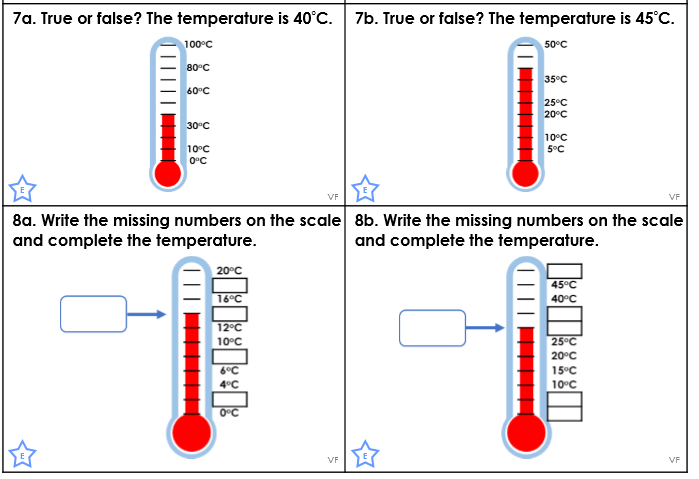 7a. True or false? The temperature is 40°C.
100°C
80°C
60°C
30°C
10°C
0°C
E
VF
7b. True or false? The temperature is 45°C.
50°C
35°C
25°C
20°C
10°C
5°C
E
VF
8a. Write the missing numbers on the scale
and complete the temperature.
20°C
16°C
12°C
10°C
6°C
4°C
0°C
E
VF
8b. Write the missing numbers on the scale
and complete the temperature.
45°C
40°C
25°C
20°C
15°C
10°C
E
VF